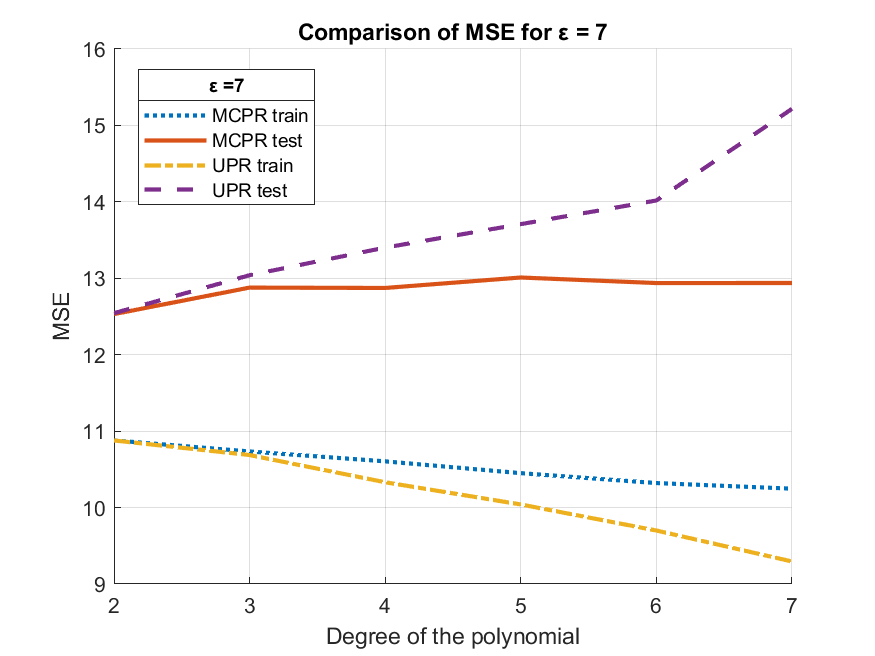 Comparison of MSE for ε = 7
16
15
14
13
12
11
10
9
MSE
ε =7
MCPR train
MCPR test
UPR train
UPR test
2 3 4 5 6 7
Degree of the polynomial